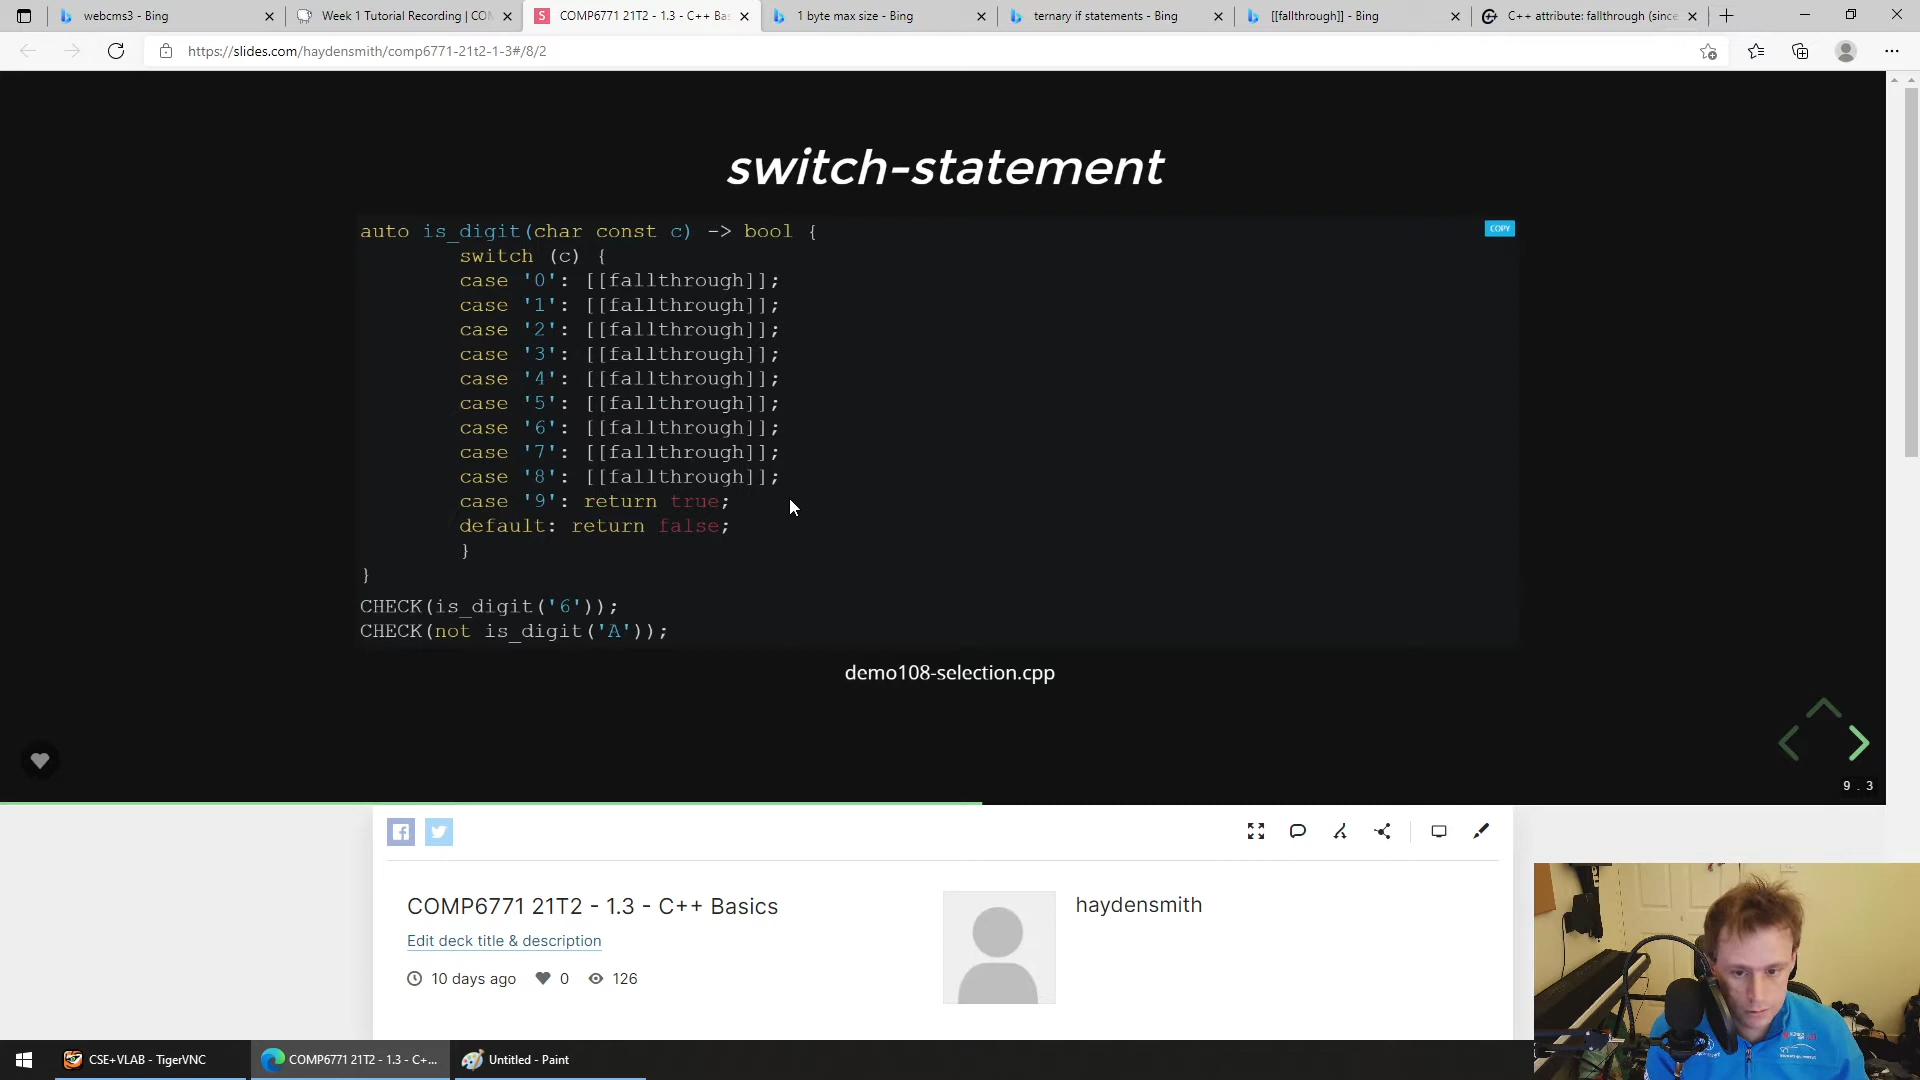 webcms3 - Bing
Week 1 Tutorial Recording | CO
COMP6771 21T2 - 1.3 - C++ Bas
1 byte max size - Bing
ternary if statements - Bing
[[fallthrough]] - Bing
C++ attribute: fallthrough (since
https://slides.com/haydensmith/comp6771-21t2-1-3#/8/2
switch-statement
COPY
auto is_digit(char const c) -> bool {
switch (c) {
case '0': [[fallthrough]];
case '1': [[fallthrough]];
case '2': [[fallthrough]];
case '3': [[fallthrough]];
case '4': [[fallthrough]];
case '5': [[fallthrough]];
case '6': [[fallthrough]];
case '7': [[fallthrough]];
case '8': [[fallthrough]];
case '9': return true;
default: return false;
}
}
CHECK(is_digit('6'));
CHECK(not is_digit('A'));
demo108-selection.cpp
9 . 3
COMP6771 21T2 - 1.3 - C++ Basics
haydensmith
Edit deck title & description
10 days ago 0 126
CSE+VLAB - TigerVNC
COMP6771 21T2 - 1.3 - C+...
Untitled - Paint